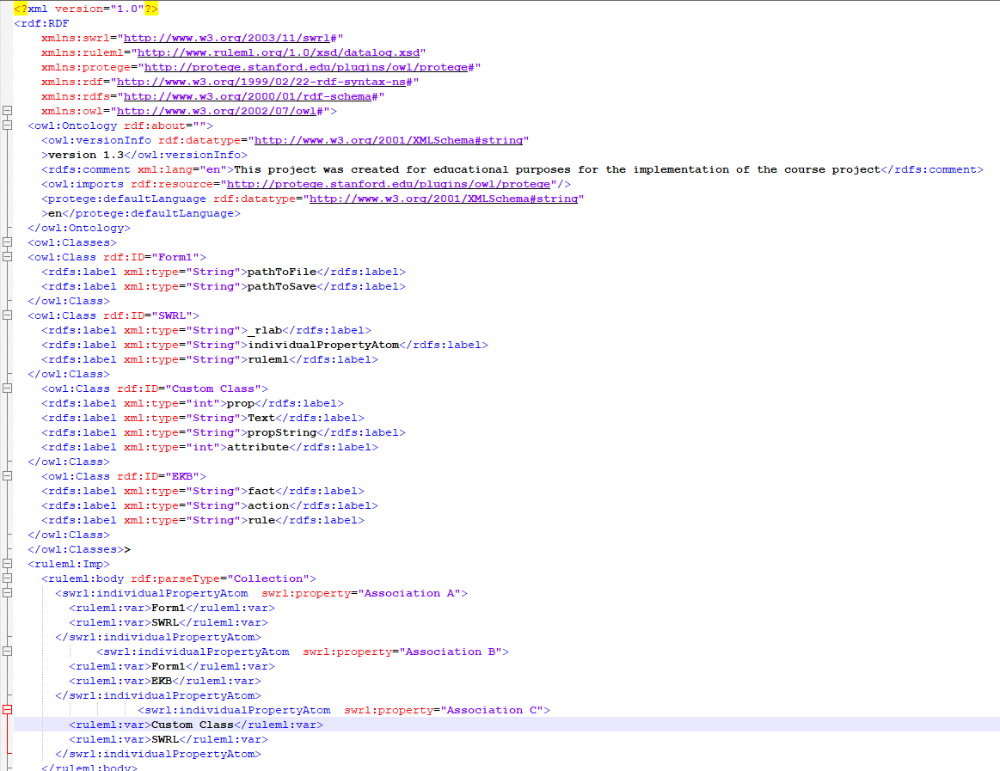 <?xml version="1.0"?>
<rdf:RDF
xmlns:swrl="http://www.w3.org/2003/11/swrl#"
xmlns:ruleml="http://www.ruleml.org/1.0/xsd/datalog.xsd"
xmlns:protege="http://protege.stanford.edu/plugins/owl/protege#"
xmlns:rdf="http://www.w3.org/1999/02/22-rdf-syntax-ns#"
xmlns:rdfs="http://www.w3.org/2000/01/rdf-schema#"
xmlns:owl="http://www.w3.org/2002/07/owl#">
<owl:Ontology rdf:about="">
<owl:versionInfo rdf:datatype="http://www.w3.org/2001/XMLSchema#string"
>version 1.3</owl:versionInfo>
<rdfs:comment xml:lang="en">This project was created for educational purposes for the implementation of the course project</rdfs:comment>
<owl:imports rdf:resource="http://protege.stanford.edu/plugins/owl/protege"/>
<protege:defaultLanguage rdf:datatype="http://www.w3.org/2001/XMLSchema#string"
>en</protege:defaultLanguage>
</owl:Ontology>
<owl:Classes>
<owl:Class rdf:ID="Form1">
<rdfs:label xml:type="String">pathToFile</rdfs:label>
<rdfs:label xml:type="String">pathToSave</rdfs:label>
</owl:Class>
<owl:Class rdf:ID="SWRL">
<rdfs:label xml:type="String">_rlab</rdfs:label>
<rdfs:label xml:type="String">individualPropertyAtom</rdfs:label>
<rdfs:label xml:type="String">ruleml</rdfs:label>
</owl:Class>
<owl:Class rdf:ID="Custom Class">
<rdfs:label xml:type="int">prop</rdfs:label>
<rdfs:label xml:type="String">Text</rdfs:label>
<rdfs:label xml:type="String">propString</rdfs:label>
<rdfs:label xml:type="int">attribute</rdfs:label>
</owl:Class>
<owl:Class rdf:ID="EKB">
<rdfs:label xml:type="String">fact</rdfs:label>
<rdfs:label xml:type="String">action</rdfs:label>
<rdfs:label xml:type="String">rule</rdfs:label>
</owl:Class>
</owl:Classes>>
<ruleml:Imp>
<ruleml:body rdf:parseType="Collection">
<swrl:individualPropertyAtom  swrl:property="Association A">
<ruleml:var>Form1</ruleml:var>
<ruleml:var>SWRL</ruleml:var>
</swrl:individualPropertyAtom>
<swrl:individualPropertyAtom  swrl:property="Association B">
<ruleml:var>Form1</ruleml:var>
<ruleml:var>EKB</ruleml:var>
</swrl:individualPropertyAtom>
<swrl:individualPropertyAtom  swrl:property="Association C">
<ruleml:var>Custom Class</ruleml:var>
<ruleml:var>SWRL</ruleml:var>
</swrl:individualPropertyAtom>
</ruleml:body>